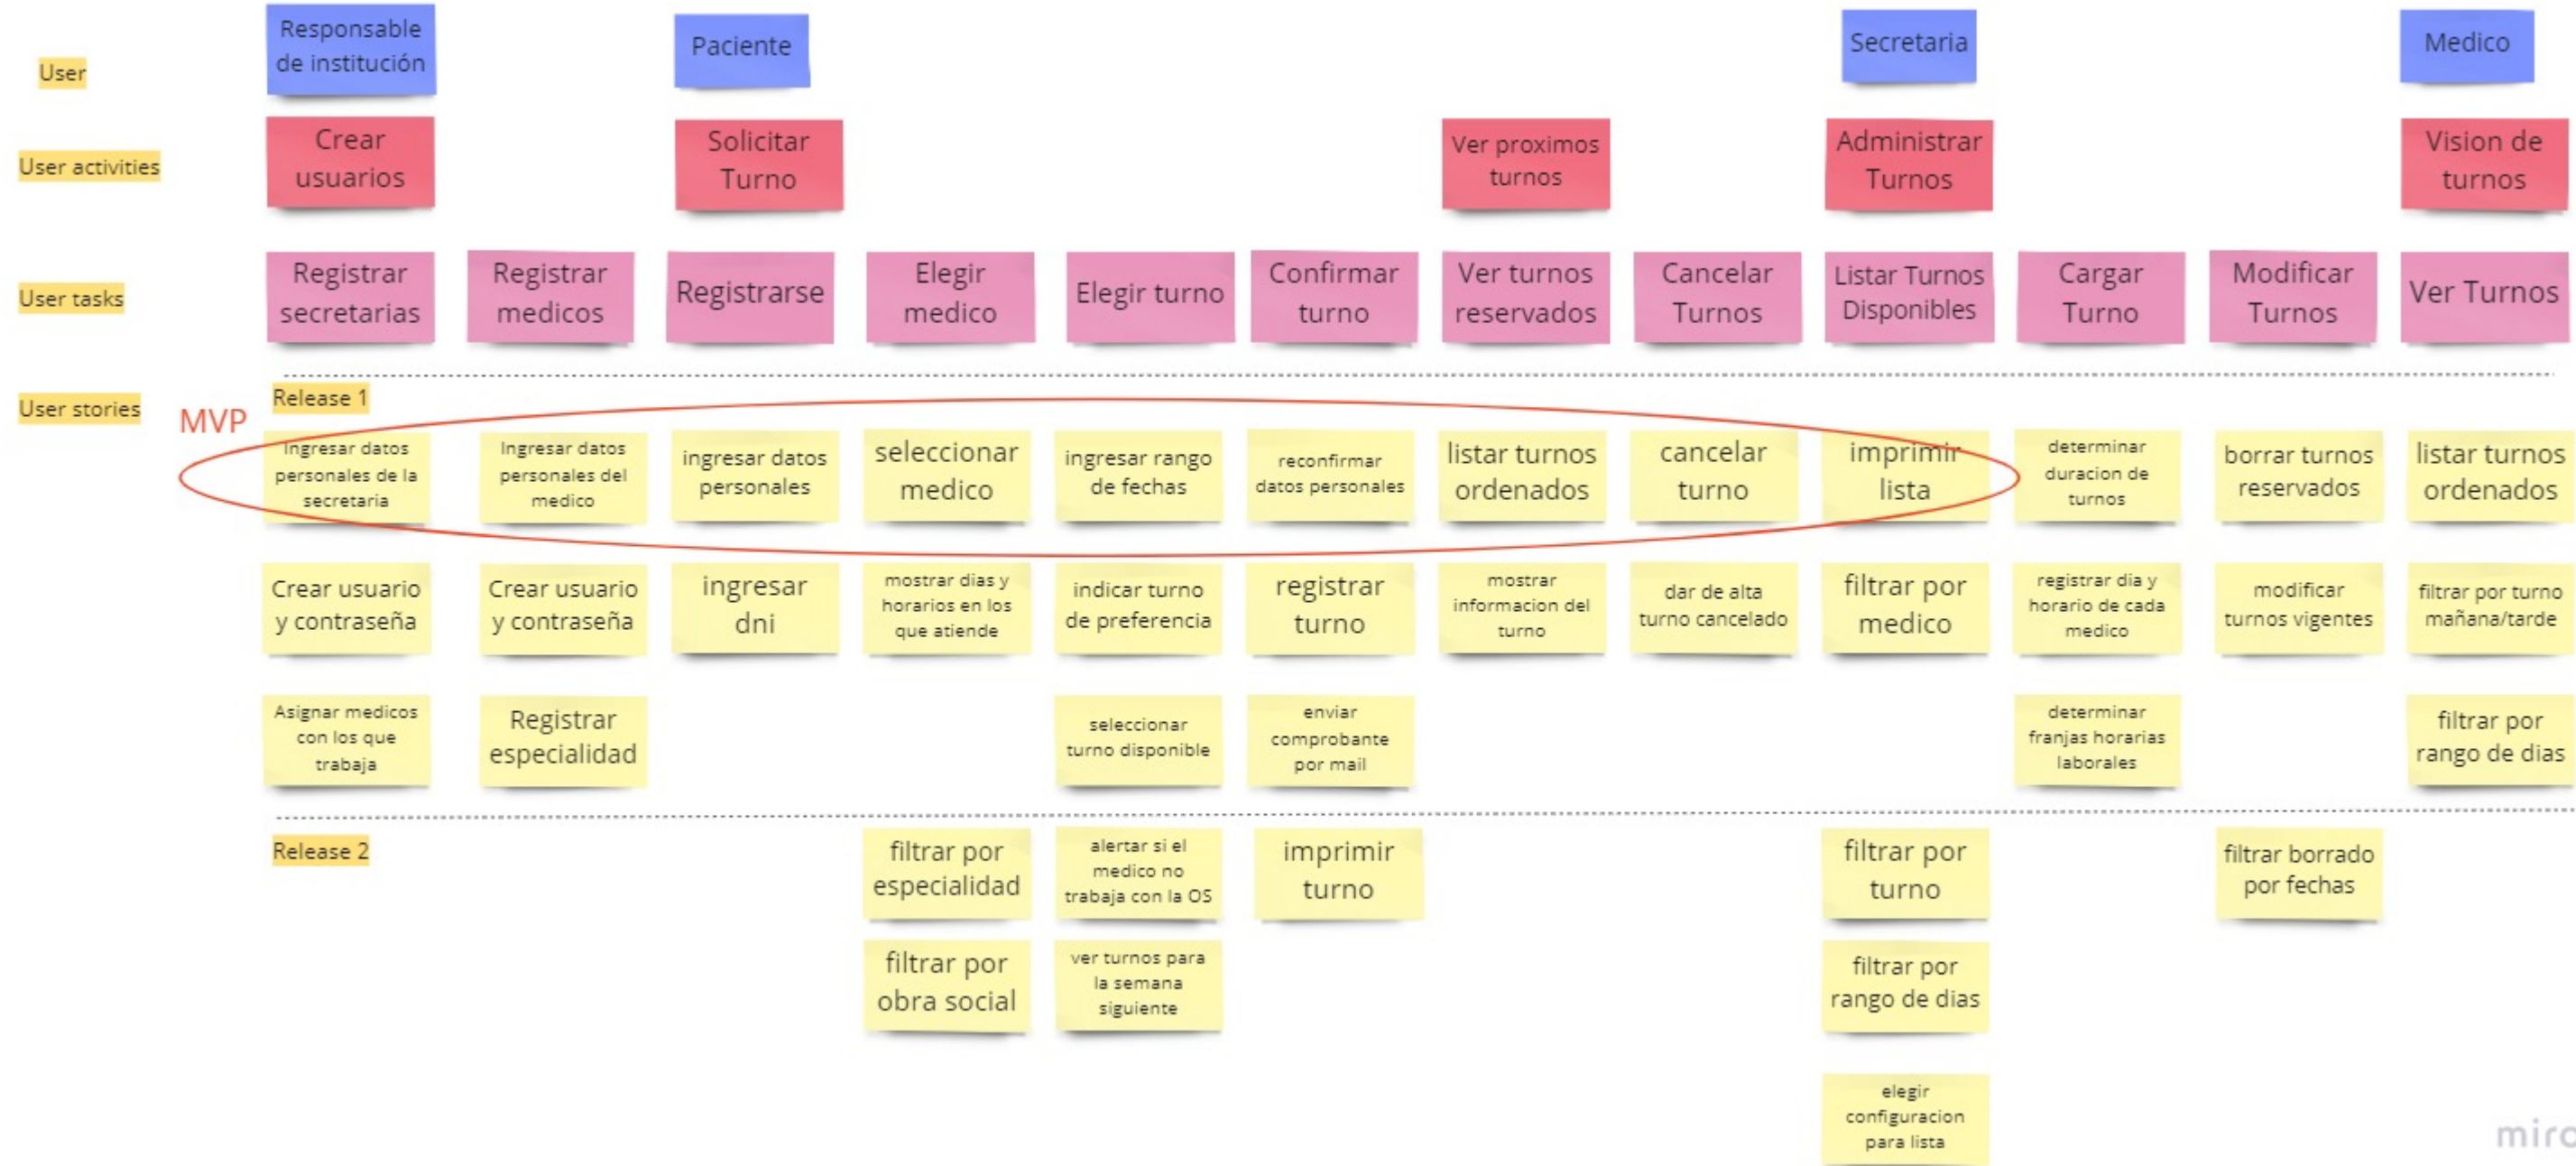 User
Responsable
de institución
Paciente
Secretaria
Medico
User activities
Crear
usuarios
Solicitar
Turno
Ver proximos
turnos
Administrar
Turnos
Vision de
turnos
User tasks
Registrar
secretarias
Registrar
medicos
Registrarse
Elegir
medico
Elegir turno
Confirmar
turno
Ver turnos
reservados
Cancelar
Turnos
Listar Turnos
Disponibles
Cargar
Turno
Modificar
Turnos
Ver Turnos
User stories
Release 1
MVP
Ingresar datos
personales de la
secretaria
Ingresar datos
personales del
medico
ingresar datos
personales
seleccionar
medico
ingresar rango
de fechas
reconfirmar
datos personales
listar turnos
ordenados
cancelar
turno
imprimir
lista
determinar
duracion de
turnos
borrar turnos
reservados
listar turnos
ordenados
Crear usuario
y contraseña
Crear usuario
y contraseña
ingresar
dni
mostrar dias y
horarios en los
que atiende
indicar turno
de preferencia
registrar
turno
mostrar
informacion del
turno
dar de alta
turno cancelado
filtrar por
medico
registrar dia y
horario de cada
medico
modificar
turnos vigentes
filtrar por turno
mañana/tarde
Asignar medicos
con los que
trabaja
Registrar
especialidad
seleccionar
turno disponible
enviar
comprobante
por mail
determinar
franjas horarias
laborales
filtrar por
rango de dias
Release 2
filtrar por
especialidad
alertar si el
medico no
trabaja con la OS
imprimir
turno
filtrar por
turno
filtrar borrado
por fechas
filtrar por
obra social
ver turnos para
la semana
siguiente
filtrar por
rango de dias
elegir
configuracion
para lista
miro